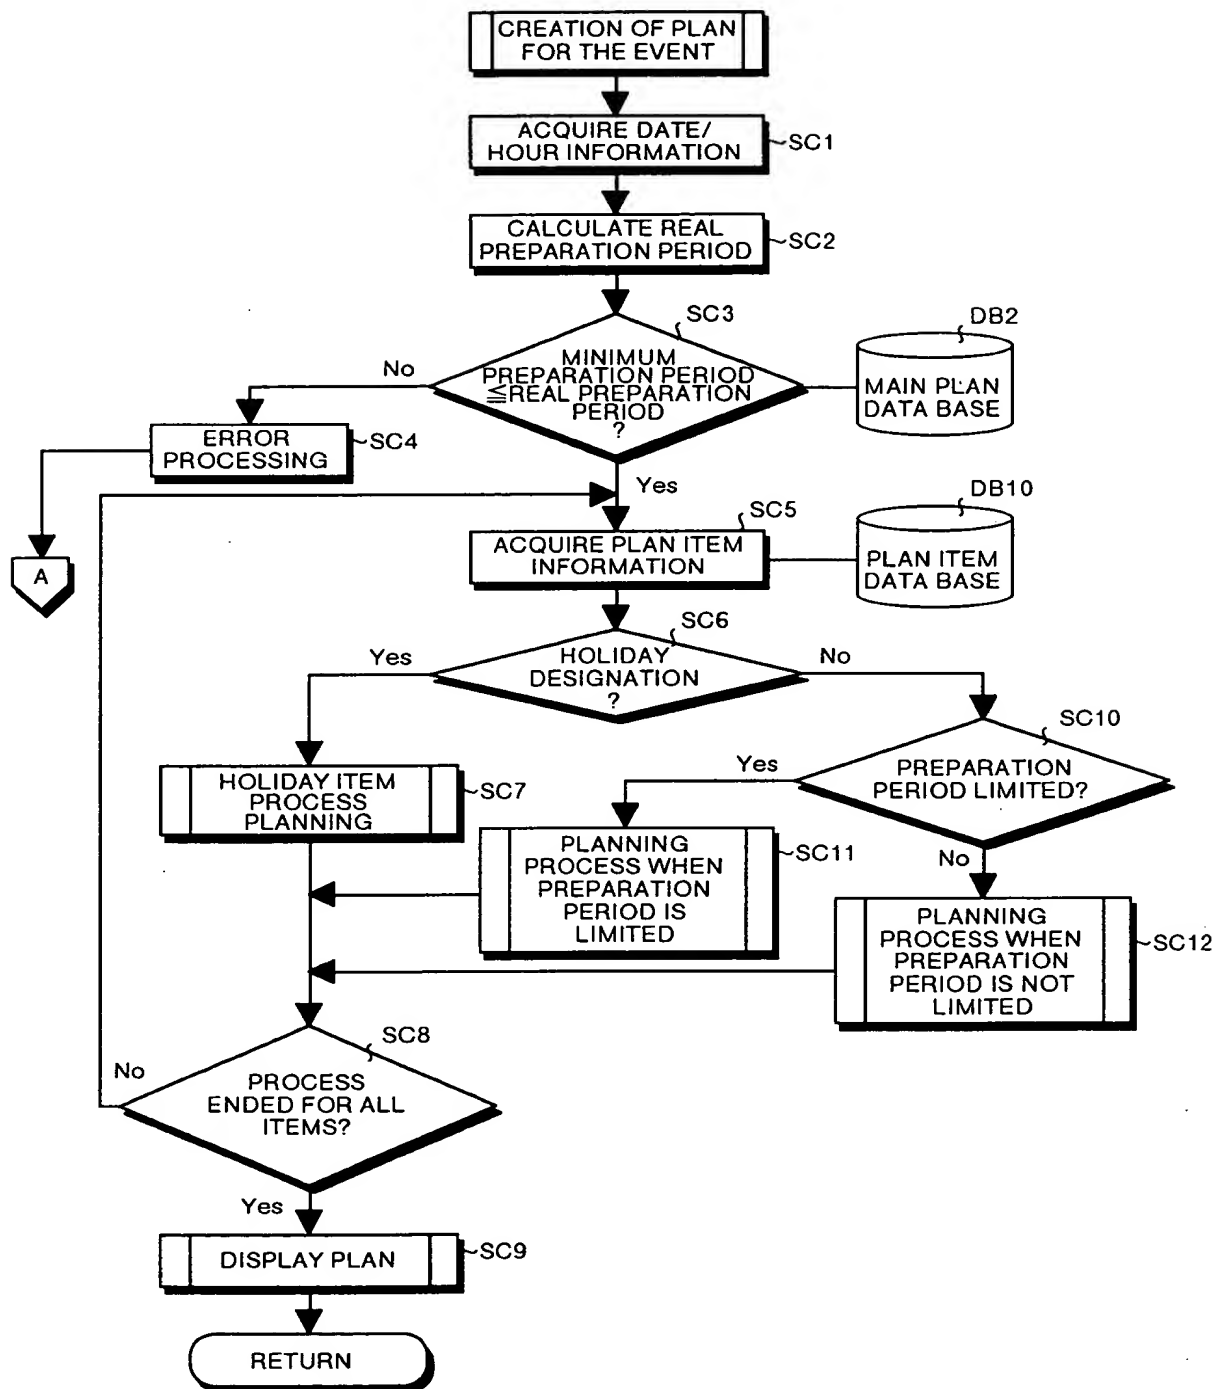 CREATION OF PLAN
FOR THE EVENT
ACQUIRE DATE/
HOUR INFORMATION
SC1
CALCULATE REAL
PREPARATION PERIOD
SC2
SC3
MINIMUM
PREPARATION PERIOD
≦REAL PREPARATION
PERIOD
?
No
DB2
MAIN PLAN
DATA BASE
ERROR
PROCESSING
SC4
Yes
A
SC5
ACQUIRE PLAN ITEM
INFORMATION
DB10
PLAN ITEM
DATA BASE
SC6
HOLIDAY
DESIGNATION
?
Yes
No
SC10
PREPARATION
PERIOD LIMITED?
Yes
No
HOLIDAY ITEM
PROCESS
PLANNING
SC7
PLANNING
PROCESS WHEN
PREPARATION
PERIOD IS
LIMITED
SC11
PLANNING
PROCESS WHEN
PREPARATION
PERIOD IS NOT
LIMITED
SC12
SC8
PROCESS
ENDED FOR ALL
ITEMS?
No
Yes
DISPLAY PLAN
SC9
RETURN